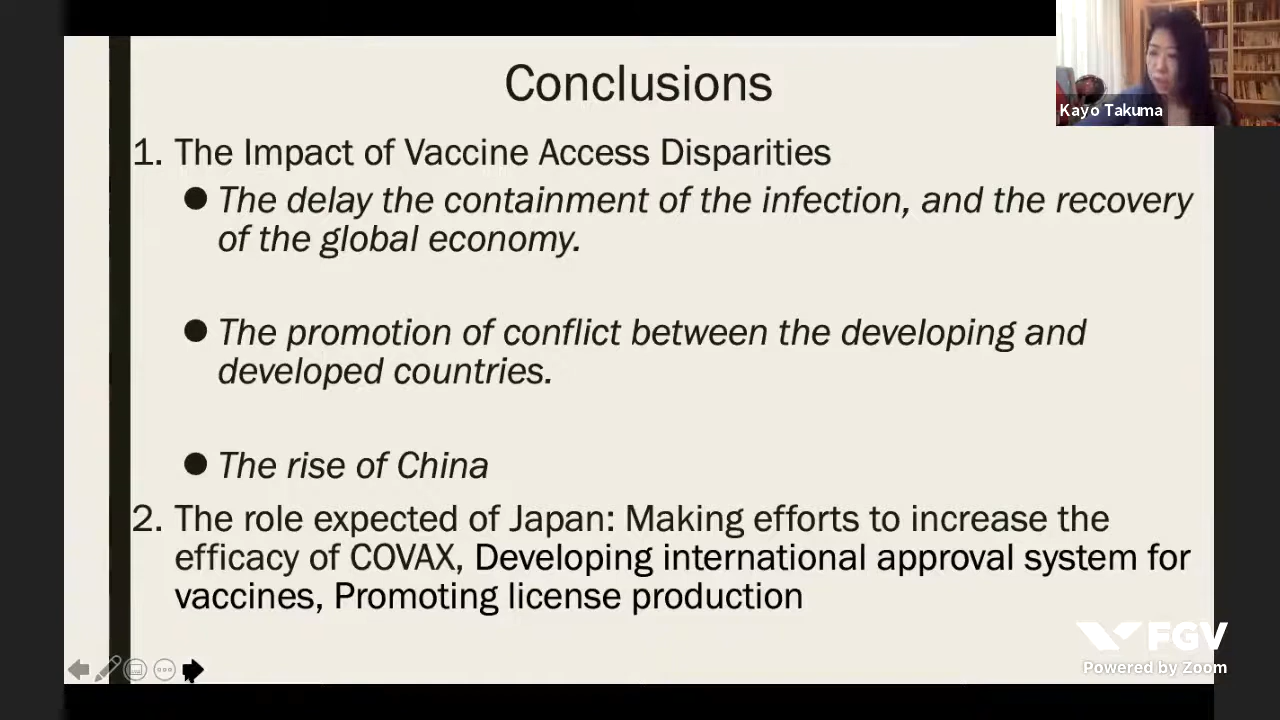 Conclusions
Kayo Takuma
1. The Impact of Vaccine Access Disparities
● The delay the containment of the infection, and the recovery
of the global economy.
● The promotion of conflict between the developing and
developed countries.
● The rise of China
2. The role expected of Japan: Making efforts to increase the
efficacy of COVAX, Developing international approval system for
vaccines, Promoting license production
FGV
Powered by Zoom